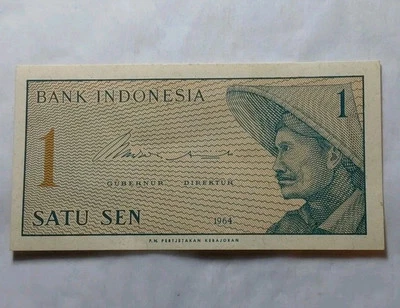 BANK INDONESIA
1
1
GUBERNUR DIREKTUR
SATU SEN
1964
P.N. PERTJETAKAN KEBAJORAN